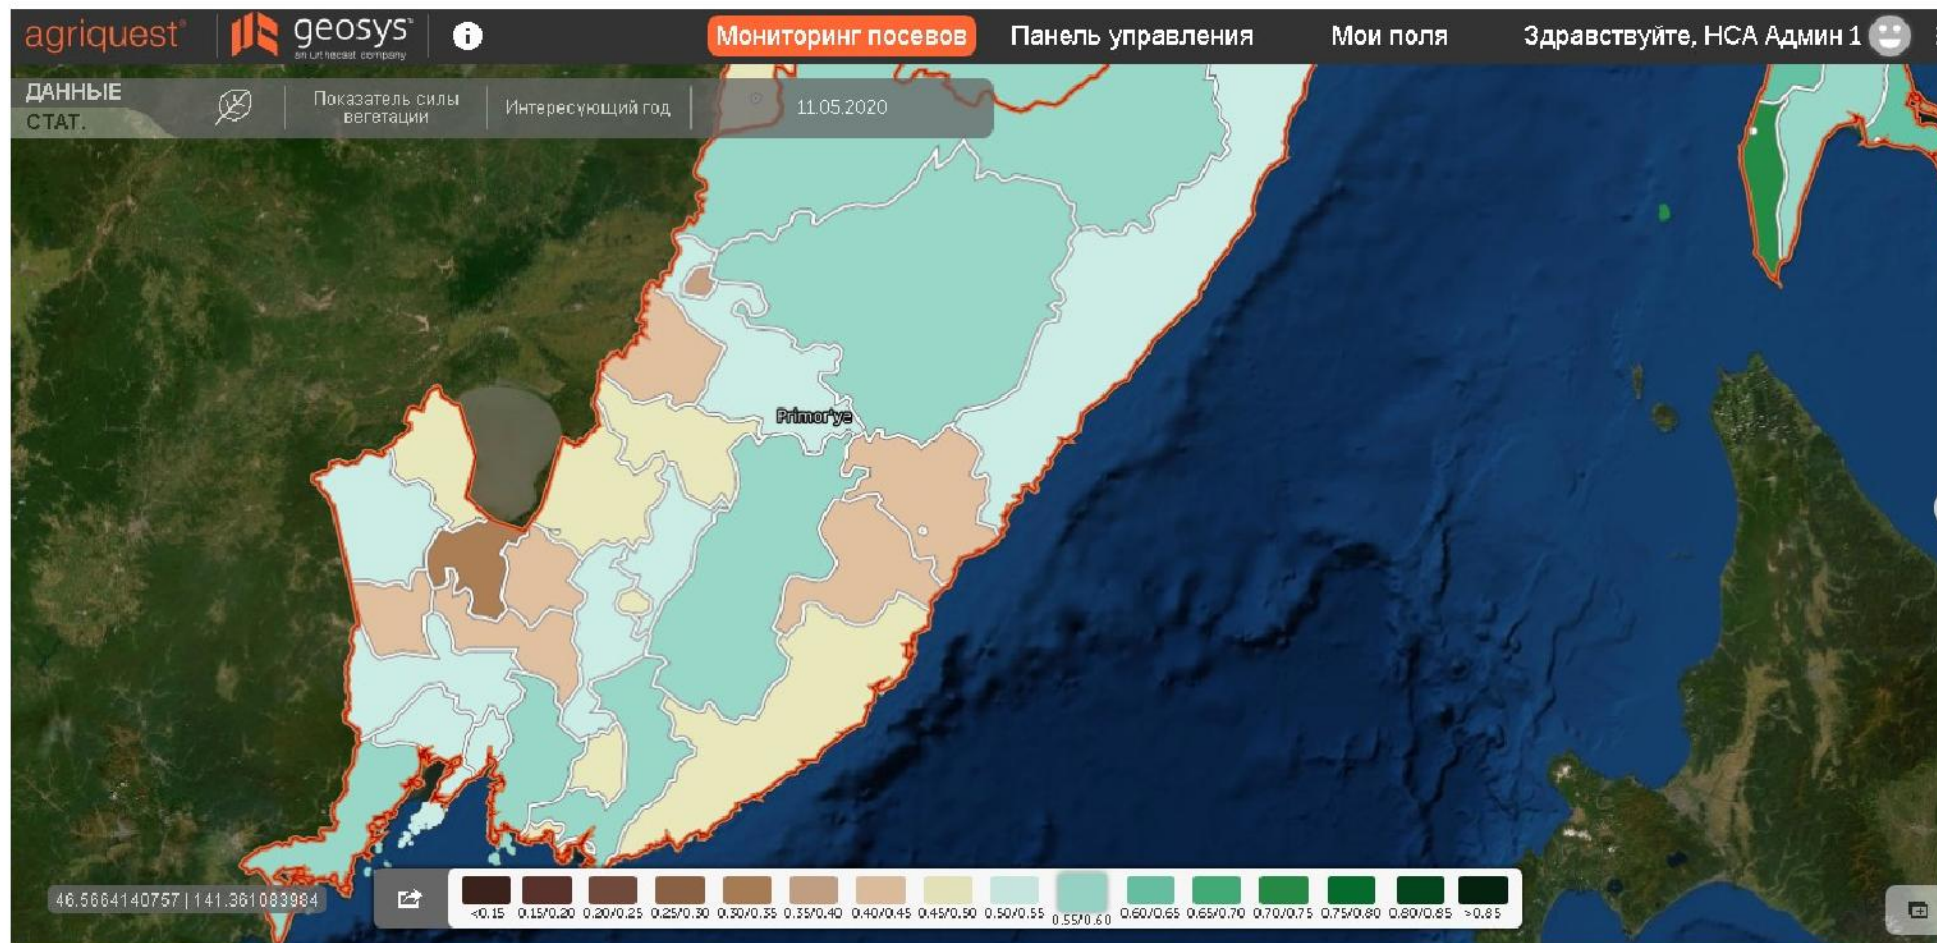 agriquest®
geosys™
an urthecast company
i
Мониторинг посевов
Панель управления
Мои поля
Здравствуйте, НСА Админ 1
ДАННЫЕ
СТАТ.
Показатель силы
вегетации
Интересующий год
11.05.2020
Primor'ye
46.5664140757 | 141.361083984
<0.15 0.15/0.20 0.20/0.25 0.25/0.30 0.30/0.35 0.35/0.40 0.40/0.45 0.45/0.50 0.50/0.55 0.55/0.60 0.60/0.65 0.65/0.70 0.70/0.75 0.75/0.80 0.80/0.85 >0.85